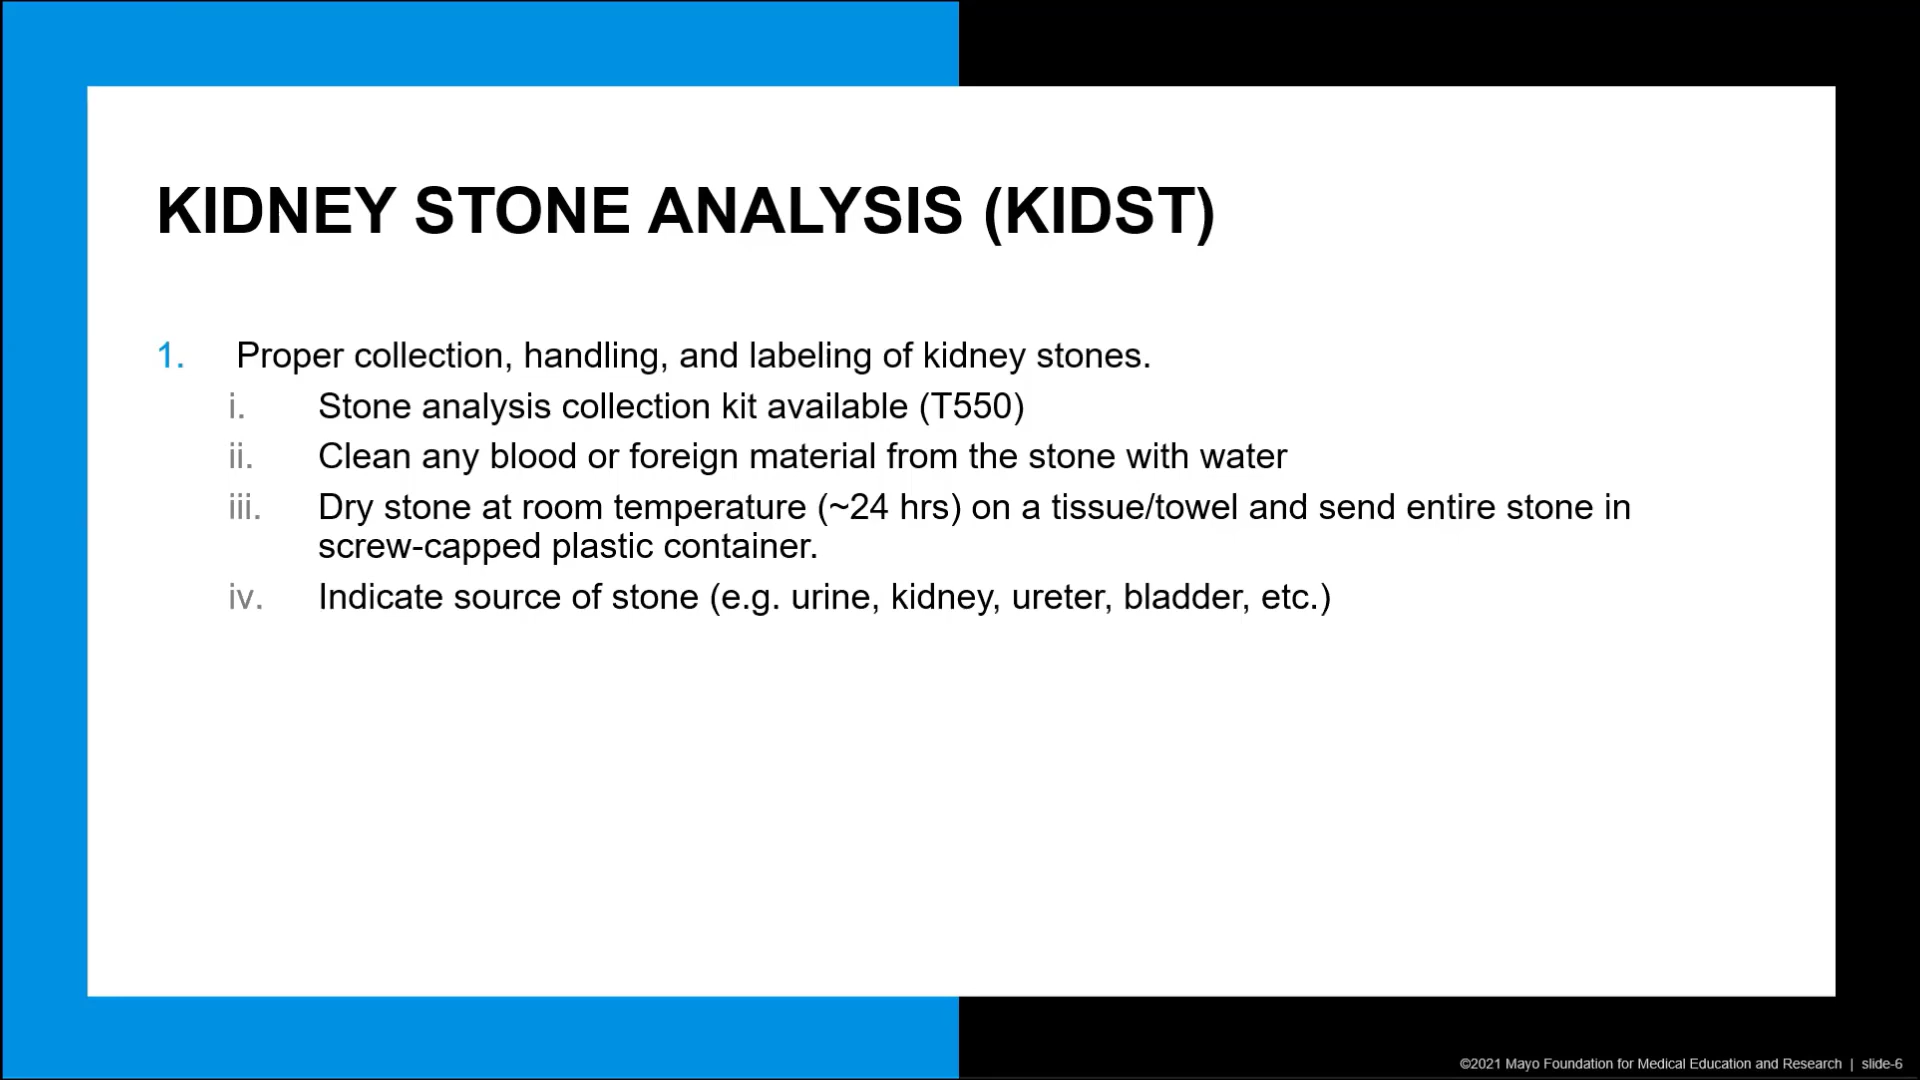 KIDNEY STONE ANALYSIS (KIDST)
1. Proper collection, handling, and labeling of kidney stones.
i. Stone analysis collection kit available (T550)
ii. Clean any blood or foreign material from the stone with water
iii. Dry stone at room temperature (~24 hrs) on a tissue/towel and send entire stone in
screw-capped plastic container.
iv. Indicate source of stone (e.g. urine, kidney, ureter, bladder, etc.)
©2021 Mayo Foundation for Medical Education and Research | slide-6